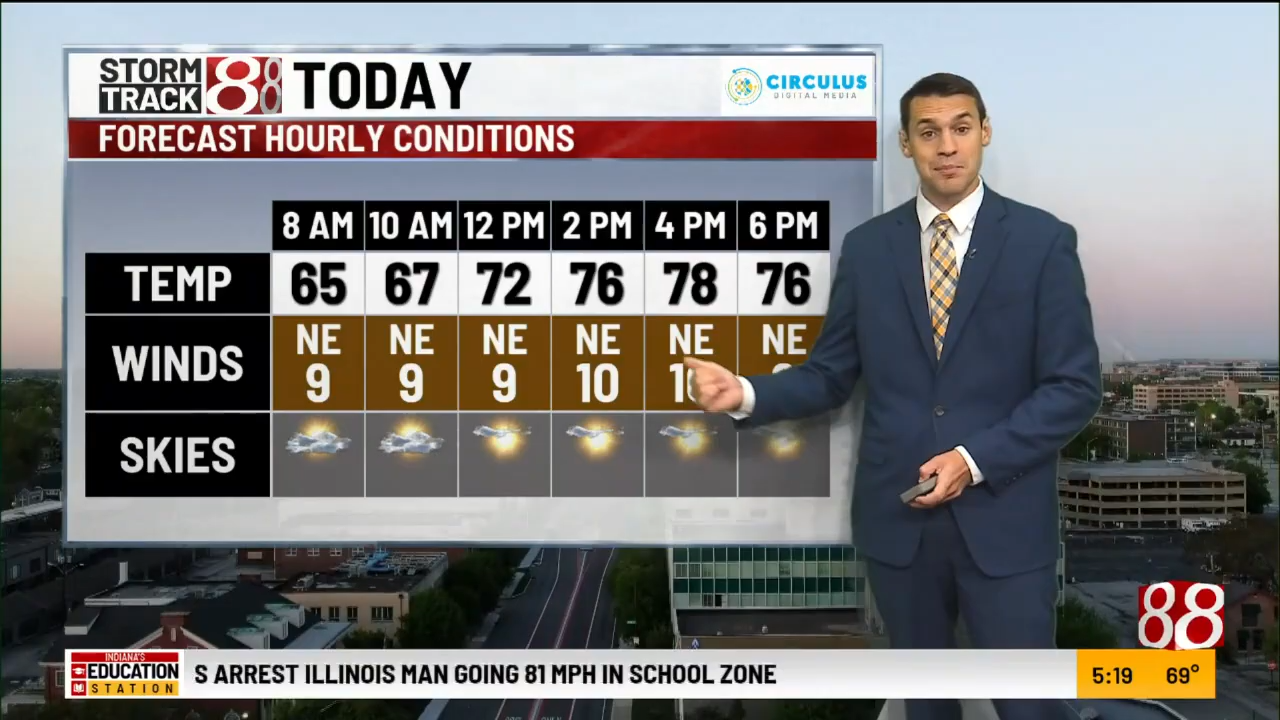 STORM
TRACK 8 8 TODAY
CIRCULUS
DIGITAL MEDIA
FORECAST HOURLY CONDITIONS
8 AM 10 AM 12 PM 2 PM 4 PM 6 PM
TEMP 65 67 72 76 78 76
WINDS NE NE NE NE NE NE
9 9 9 10
SKIES
88
INDIANA'S
EDUCATION
STATION
S ARREST ILLINOIS MAN GOING 81 MPH IN SCHOOL ZONE
5:19 69°